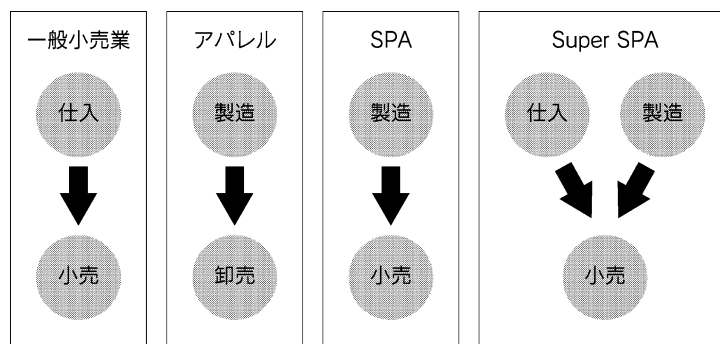 一般小売業
仕入
小売
アパレル
製造
卸売
SPA
製造
小売
Super SPA
仕入 製造
小売